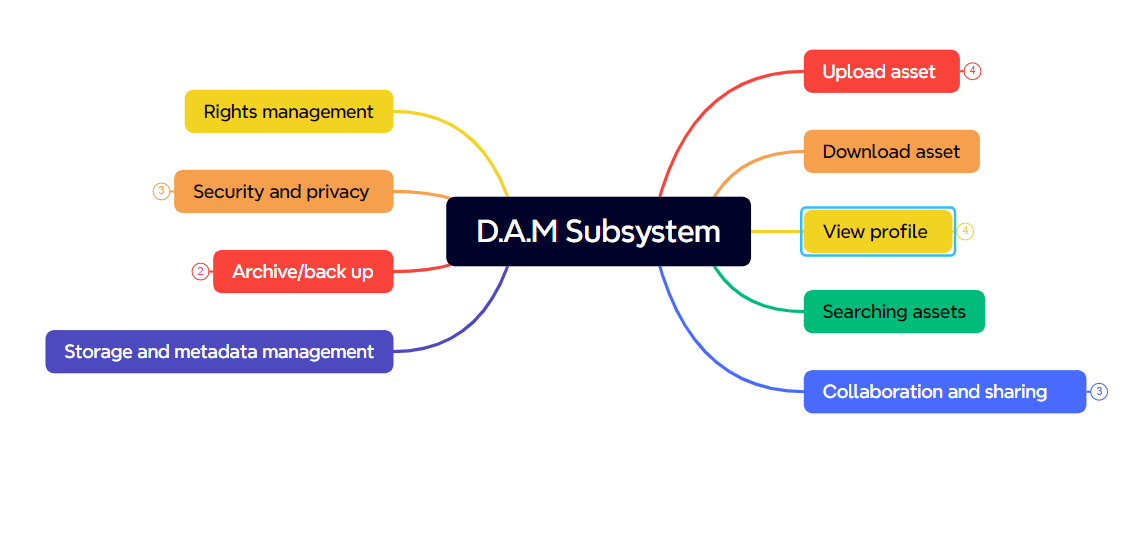 Upload asset
4
Rights management
Download asset
Security and privacy
3
D.A.M Subsystem
View profile
4
Archive/back up
2
Searching assets
Storage and metadata management
Collaboration and sharing
3